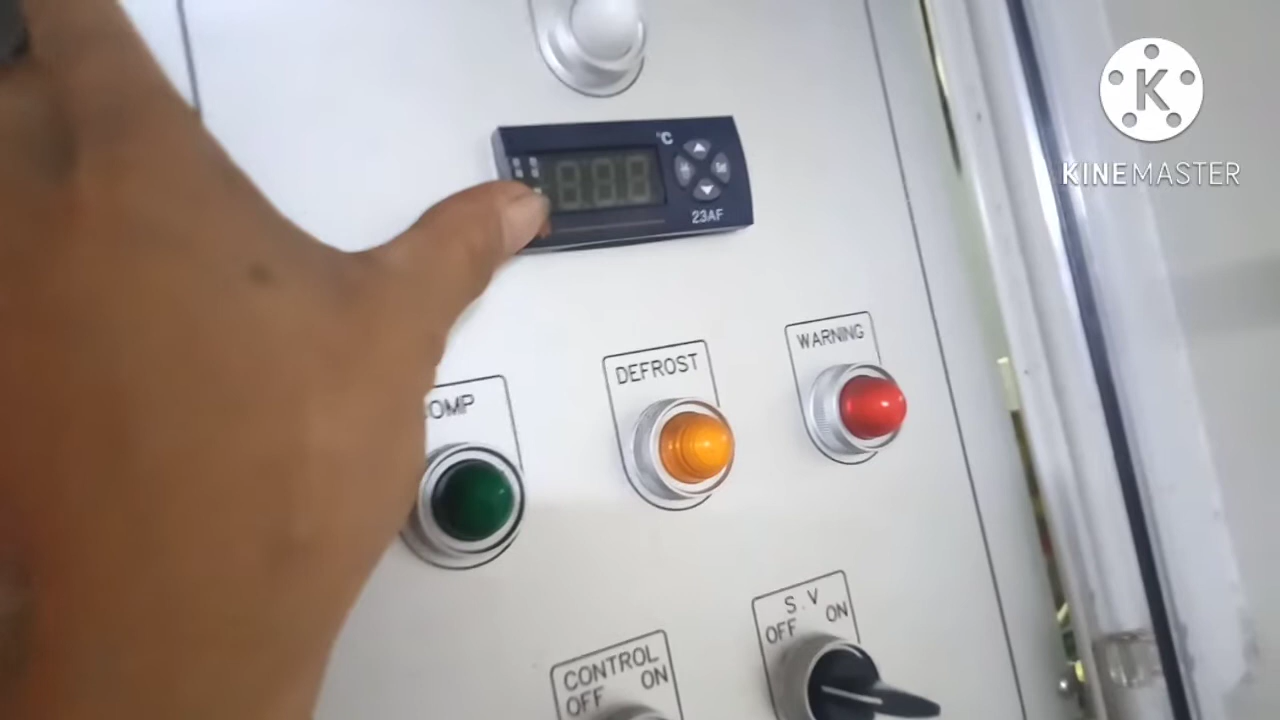 °C
23AF
K
KINEMASTER
WARNING
DEFROST
OMP
S.V
OFF ON
CONTROL
OFF ON